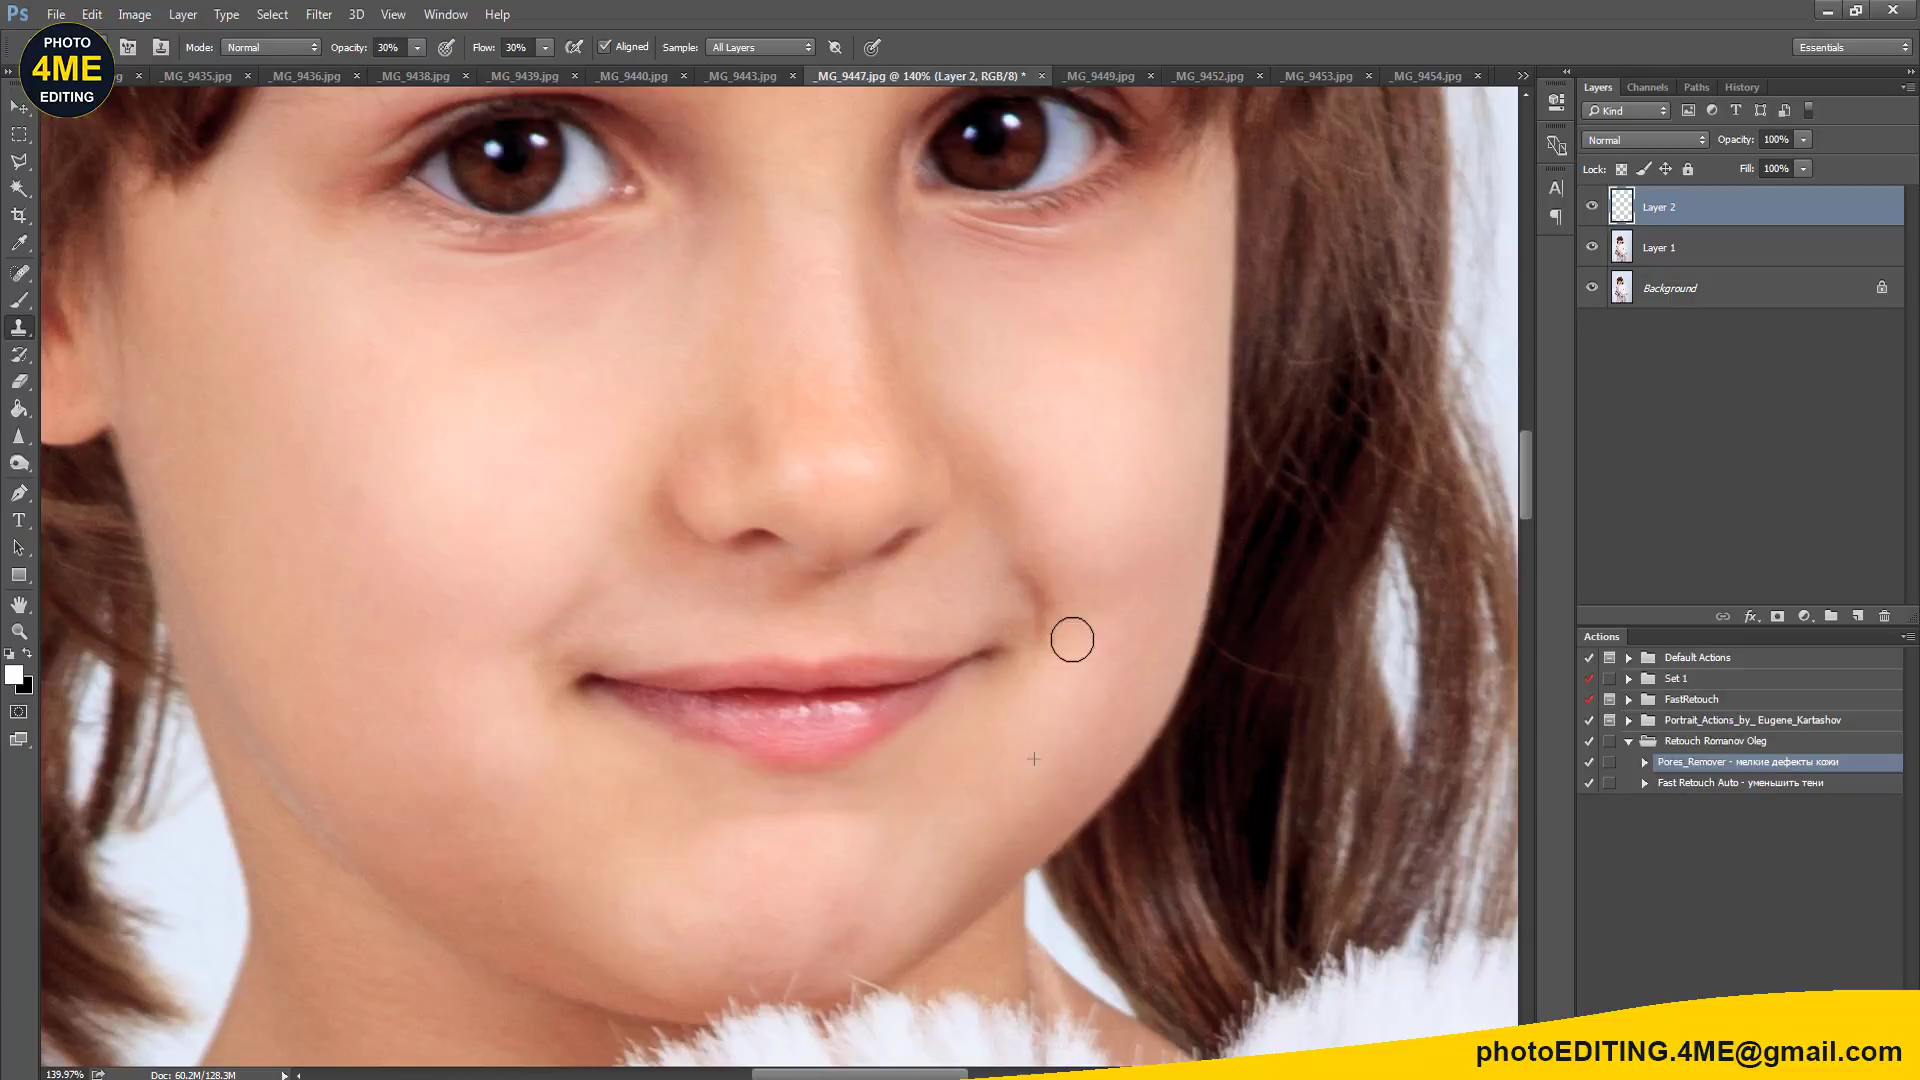 Ps File Edit Image Layer Type Select Filter 3D View Window Help
PHOTO
4ME
EDITING
Mode: Normal Opacity: 30% Flow: 30% Aligned Sample: All Layers Essentials
_MG_9435.jpg × _MG_9436.jpg × _MG_9438.jpg × _MG_9439.jpg × _MG_9440.jpg × _MG_9443.jpg × _MG_9447.jpg @ 140% (Layer 2, RGB/8) * × _MG_9449.jpg × _MG_9452.jpg × _MG_9453.jpg × _MG_9454.jpg ×
Layers Channels Paths History
Kind
Normal Opacity: 100%
Lock: Fill: 100%
Layer 2
Layer 1
Background
Actions
Default Actions
Set 1
FastRetouch
Portrait_Actions_by_ Eugene_Kartashov
Retouch Romanov Oleg
Pores_Remover - мелкие дефекты кожи
Fast Retouch Auto - уменьшить тени
photoEDITING.4ME@gmail.com
139.97% Doc: 60.2M/128.3M